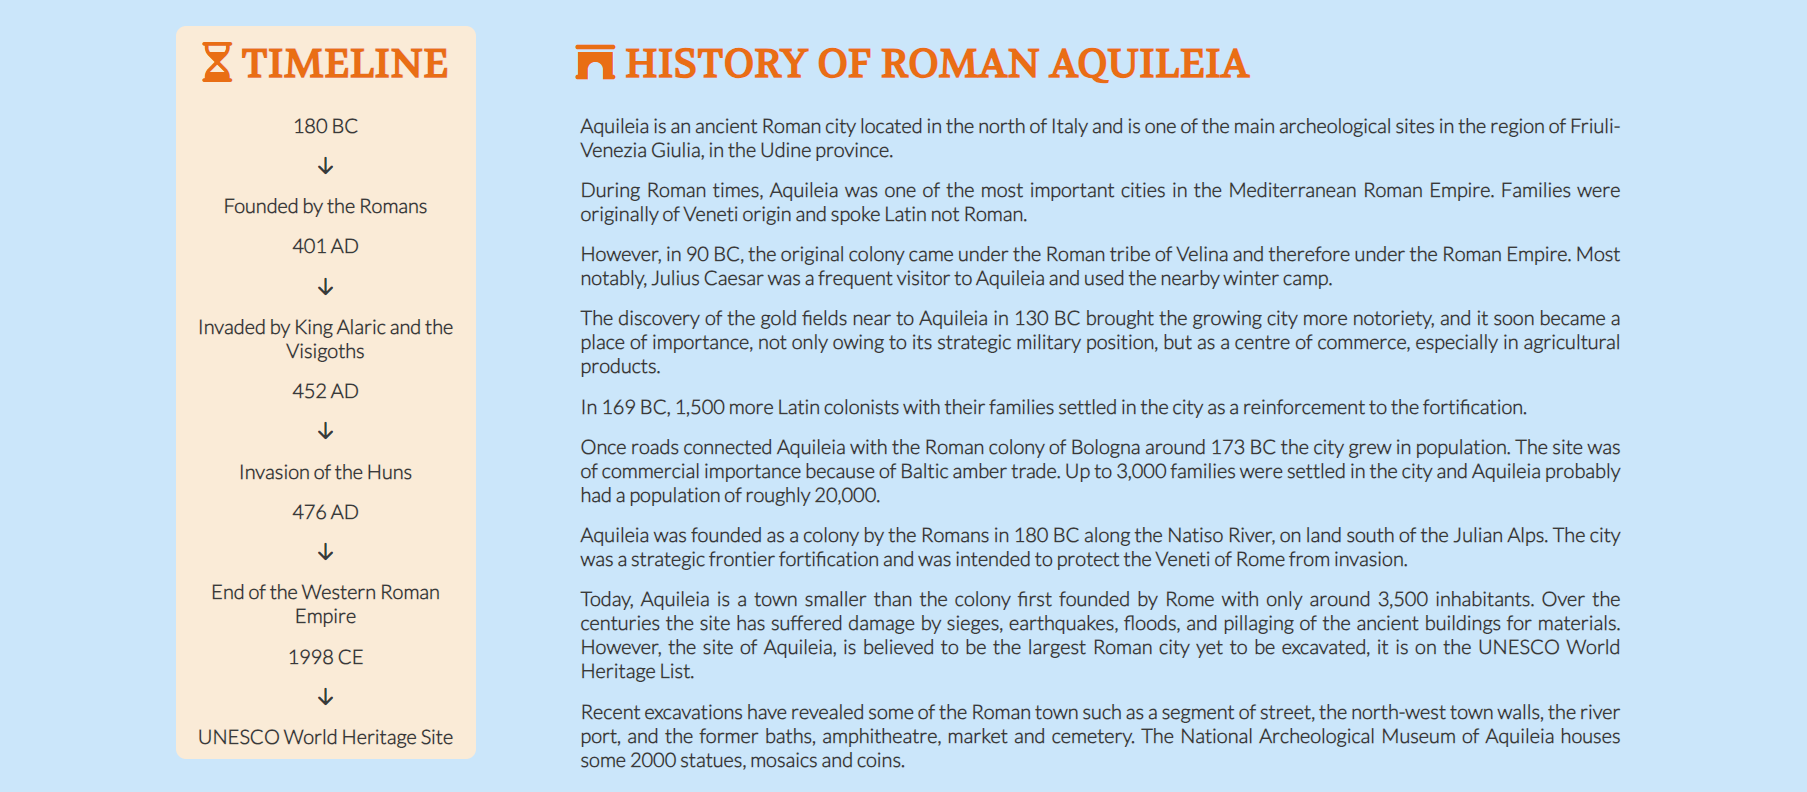 TIMELINE
180 BC
↓
Founded by the Romans
401 AD
↓
Invaded by King Alaric and the
Visigoths
452 AD
↓
Invasion of the Huns
476 AD
↓
End of the Western Roman
Empire
1998 CE
↓
UNESCO World Heritage Site
HISTORY OF ROMAN AQUILEIA
Aquileia is an ancient Roman city located in the north of Italy and is one of the main archeological sites in the region of Friuli-
Venezia Giulia, in the Udine province.
During Roman times, Aquileia was one of the most important cities in the Mediterranean Roman Empire. Families were
originally of Veneti origin and spoke Latin not Roman.
However, in 90 BC, the original colony came under the Roman tribe of Velina and therefore under the Roman Empire. Most
notably, Julius Caesar was a frequent visitor to Aquileia and used the nearby winter camp.
The discovery of the gold fields near to Aquileia in 130 BC brought the growing city more notoriety, and it soon became a
place of importance, not only owing to its strategic military position, but as a centre of commerce, especially in agricultural
products.
In 169 BC, 1,500 more Latin colonists with their families settled in the city as a reinforcement to the fortification.
Once roads connected Aquileia with the Roman colony of Bologna around 173 BC the city grew in population. The site was
of commercial importance because of Baltic amber trade. Up to 3,000 families were settled in the city and Aquileia probably
had a population of roughly 20,000.
Aquileia was founded as a colony by the Romans in 180 BC along the Natiso River, on land south of the Julian Alps. The city
was a strategic frontier fortification and was intended to protect the Veneti of Rome from invasion.
Today, Aquileia is a town smaller than the colony first founded by Rome with only around 3,500 inhabitants. Over the
centuries the site has suffered damage by sieges, earthquakes, floods, and pillaging of the ancient buildings for materials.
However, the site of Aquileia, is believed to be the largest Roman city yet to be excavated, it is on the UNESCO World
Heritage List.
Recent excavations have revealed some of the Roman town such as a segment of street, the north-west town walls, the river
port, and the former baths, amphitheatre, market and cemetery. The National Archeological Museum of Aquileia houses
some 2000 statues, mosaics and coins.